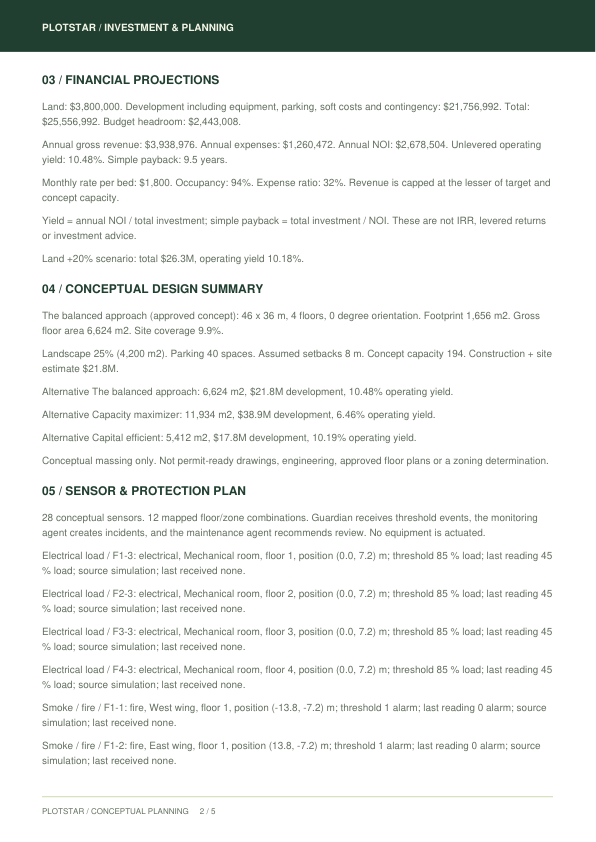 PLOTSTAR / INVESTMENT & PLANNING
03 / FINANCIAL PROJECTIONS
Land: $3,800,000. Development including equipment, parking, soft costs and contingency: $21,756,992. Total:
$25,556,992. Budget headroom: $2,443,008.
Annual gross revenue: $3,938,976. Annual expenses: $1,260,472. Annual NOI: $2,678,504. Unlevered operating
yield: 10.48%. Simple payback: 9.5 years.
Monthly rate per bed: $1,800. Occupancy: 94%. Expense ratio: 32%. Revenue is capped at the lesser of target and
concept capacity.
Yield = annual NOI / total investment; simple payback = total investment / NOI. These are not IRR, levered returns
or investment advice.
Land +20% scenario: total $26.3M, operating yield 10.18%.
04 / CONCEPTUAL DESIGN SUMMARY
The balanced approach (approved concept): 46 x 36 m, 4 floors, 0 degree orientation. Footprint 1,656 m2. Gross
floor area 6,624 m2. Site coverage 9.9%.
Landscape 25% (4,200 m2). Parking 40 spaces. Assumed setbacks 8 m. Concept capacity 194. Construction + site
estimate $21.8M.
Alternative The balanced approach: 6,624 m2, $21.8M development, 10.48% operating yield.
Alternative Capacity maximizer: 11,934 m2, $38.9M development, 6.46% operating yield.
Alternative Capital efficient: 5,412 m2, $17.8M development, 10.19% operating yield.
Conceptual massing only. Not permit-ready drawings, engineering, approved floor plans or a zoning determination.
05 / SENSOR & PROTECTION PLAN
28 conceptual sensors. 12 mapped floor/zone combinations. Guardian receives threshold events, the monitoring
agent creates incidents, and the maintenance agent recommends review. No equipment is actuated.
Electrical load / F1-3: electrical, Mechanical room, floor 1, position (0.0, 7.2) m; threshold 85 % load; last reading 45
% load; source simulation; last received none.
Electrical load / F2-3: electrical, Mechanical room, floor 2, position (0.0, 7.2) m; threshold 85 % load; last reading 45
% load; source simulation; last received none.
Electrical load / F3-3: electrical, Mechanical room, floor 3, position (0.0, 7.2) m; threshold 85 % load; last reading 45
% load; source simulation; last received none.
Electrical load / F4-3: electrical, Mechanical room, floor 4, position (0.0, 7.2) m; threshold 85 % load; last reading 45
% load; source simulation; last received none.
Smoke / fire / F1-1: fire, West wing, floor 1, position (-13.8, -7.2) m; threshold 1 alarm; last reading 0 alarm; source
simulation; last received none.
Smoke / fire / F1-2: fire, East wing, floor 1, position (13.8, -7.2) m; threshold 1 alarm; last reading 0 alarm; source
simulation; last received none.
PLOTSTAR / CONCEPTUAL PLANNING 2 / 5